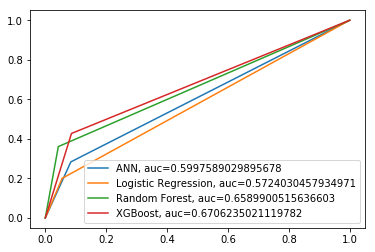 1.0
0.8
0.6
0.4
0.2
0.0
ANN, auc=0.5997589029895678
Logistic Regression, auc=0.5724030457934971
Random Forest, auc=0.6589900515636603
XGBoost, auc=0.6706235021119782
0.0 0.2 0.4 0.6 0.8 1.0